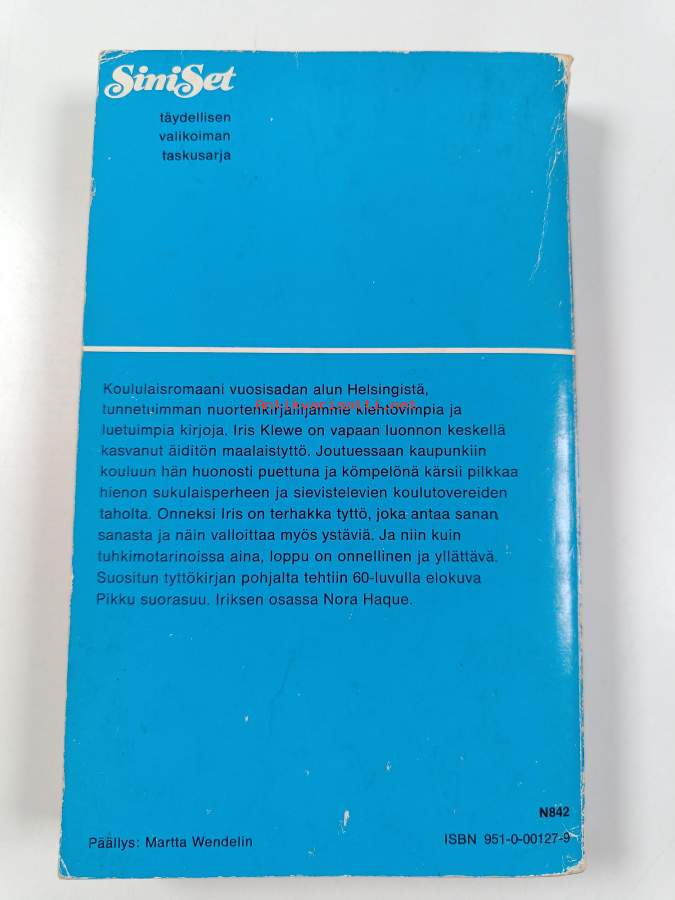 SiniSet
täydellisen
valikoiman
taskusarja
Koululaisromaani vuosisadan alun Helsingistä,
Antikvariaatti.net
tunnetuimman nuortenkirjailijamme kiehtovimpia ja
luetuimpia kirjoja. Iris Klewe on vapaan luonnon keskellä
kasvanut äiditön maalaistyttö. Joutuessaan kaupunkiin
kouluun hän huonosti puettuna ja kömpelönä kärsii pilkkaa
hienon sukulaisperheen ja sievistelevien koulutovereiden
taholta. Onneksi Iris on terhakka tyttö, joka antaa sanan
sanasta ja näin valloittaa myös ystäviä. Ja niin kuin
tuhkimotarinoissa aina, loppu on onnellinen ja yllättävä.
Suositun tyttökirjan pohjalta tehtiin 60-luvulla elokuva
Pikku suorasuu. Iriksen osassa Nora Haque.
N842
Päällys: Martta Wendelin
ISBN 951-0-00127-9